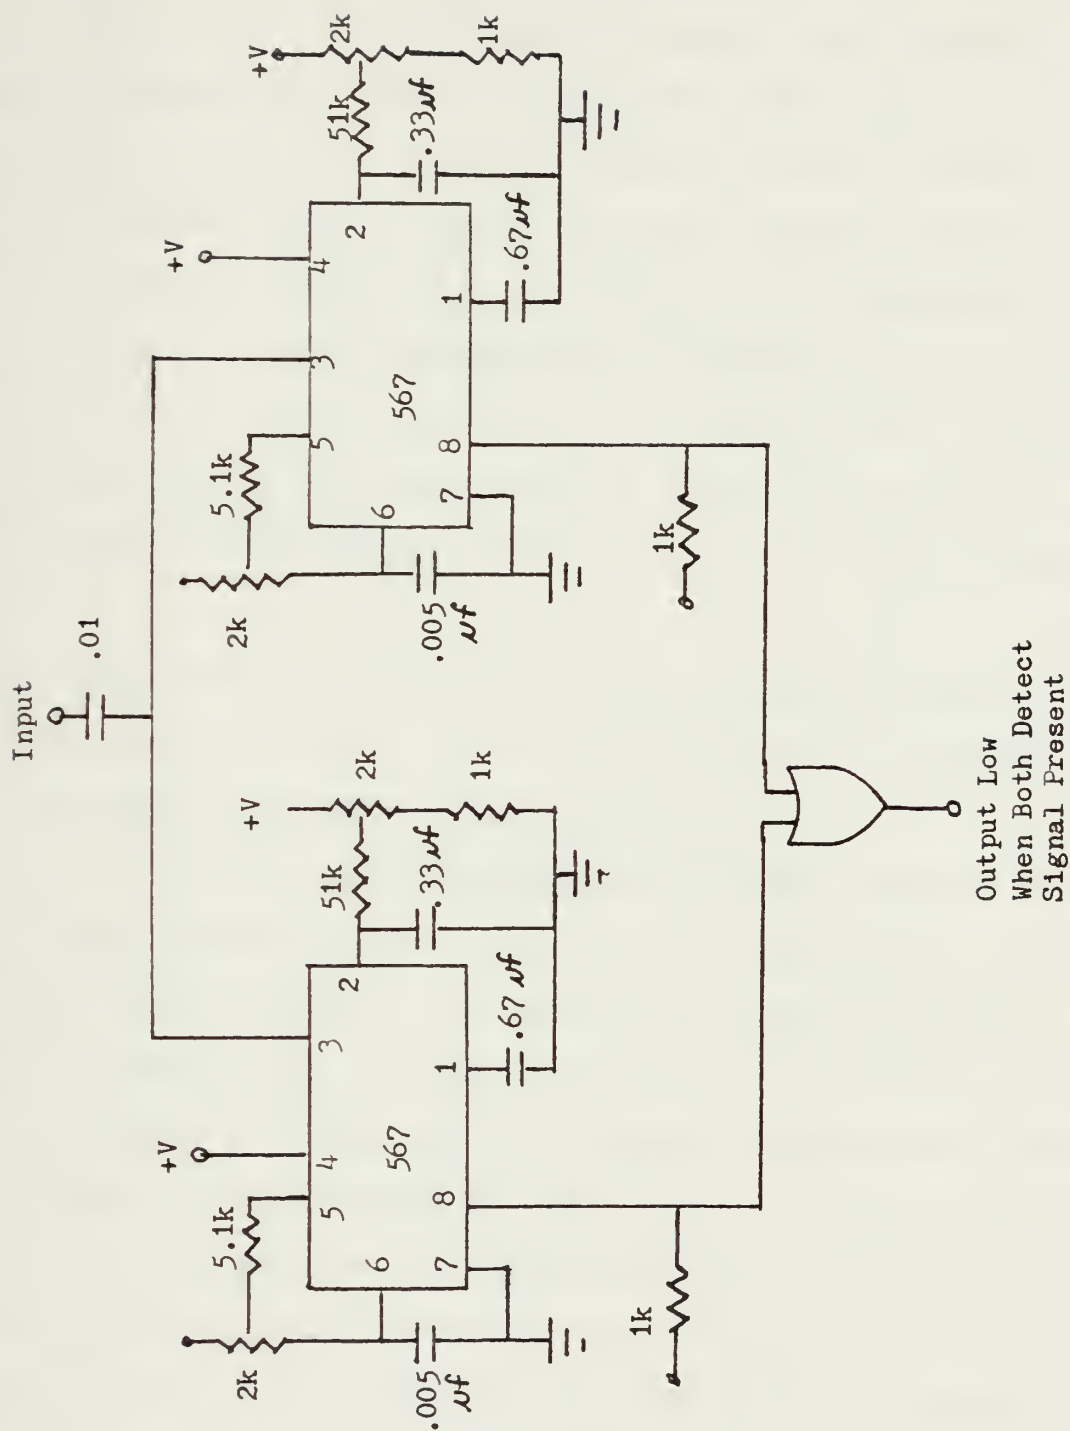 Input
.01
+V
5.1k
2k
5
4
3
6
2
567
7
8
1
.005
μf
+V
51k
2k
.33μf
1k
.67μf
1k
+V
5.1k
2k
5
3
4
6
2
567
7
8
1
.005
μf
+V
51k
2k
.33μf
1k
.67μf
1k
Output Low
When Both Detect
Signal Present